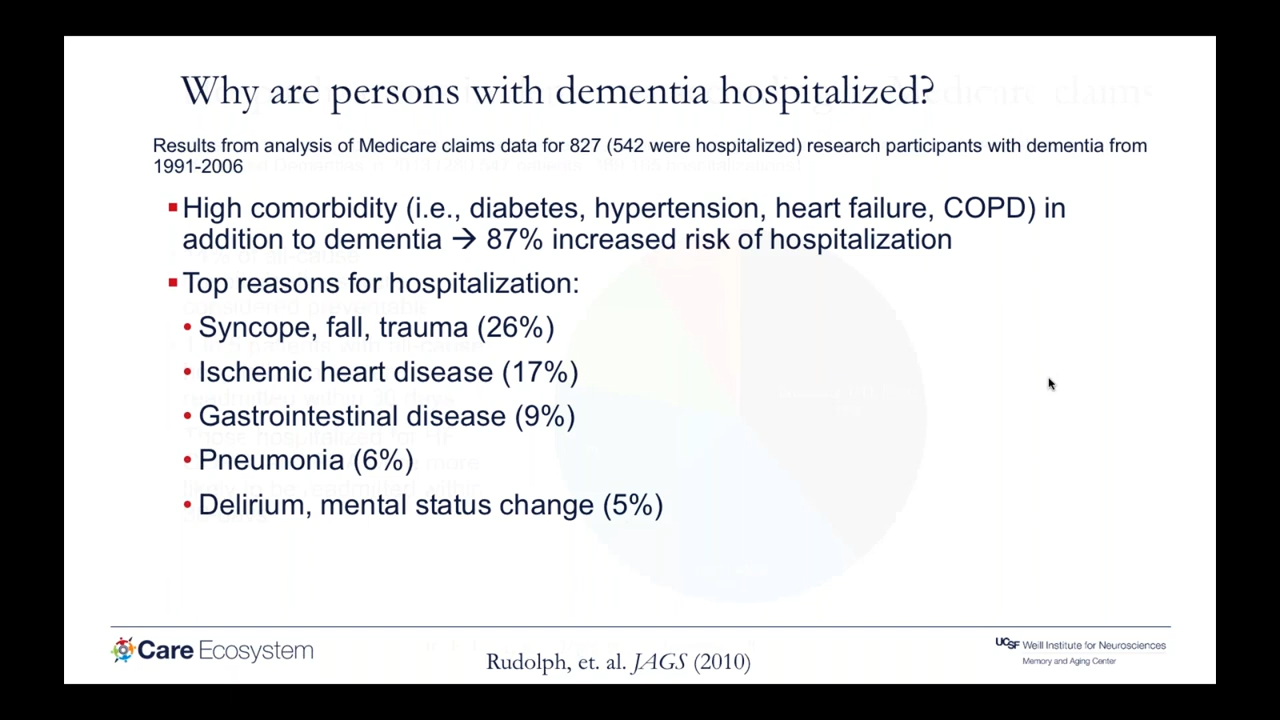 Why are persons with dementia hospitalized?
Results from analysis of Medicare claims data for 827 (542 were hospitalized) research participants with dementia from
1991-2006
▪ High comorbidity (i.e., diabetes, hypertension, heart failure, COPD) in
addition to dementia → 87% increased risk of hospitalization
▪ Top reasons for hospitalization:
• Syncope, fall, trauma (26%)
• Ischemic heart disease (17%)
• Gastrointestinal disease (9%)
• Pneumonia (6%)
• Delirium, mental status change (5%)
Care Ecosystem
Rudolph, et. al. JAGS (2010)
UCSF Weill Institute for Neurosciences
Memory and Aging Center